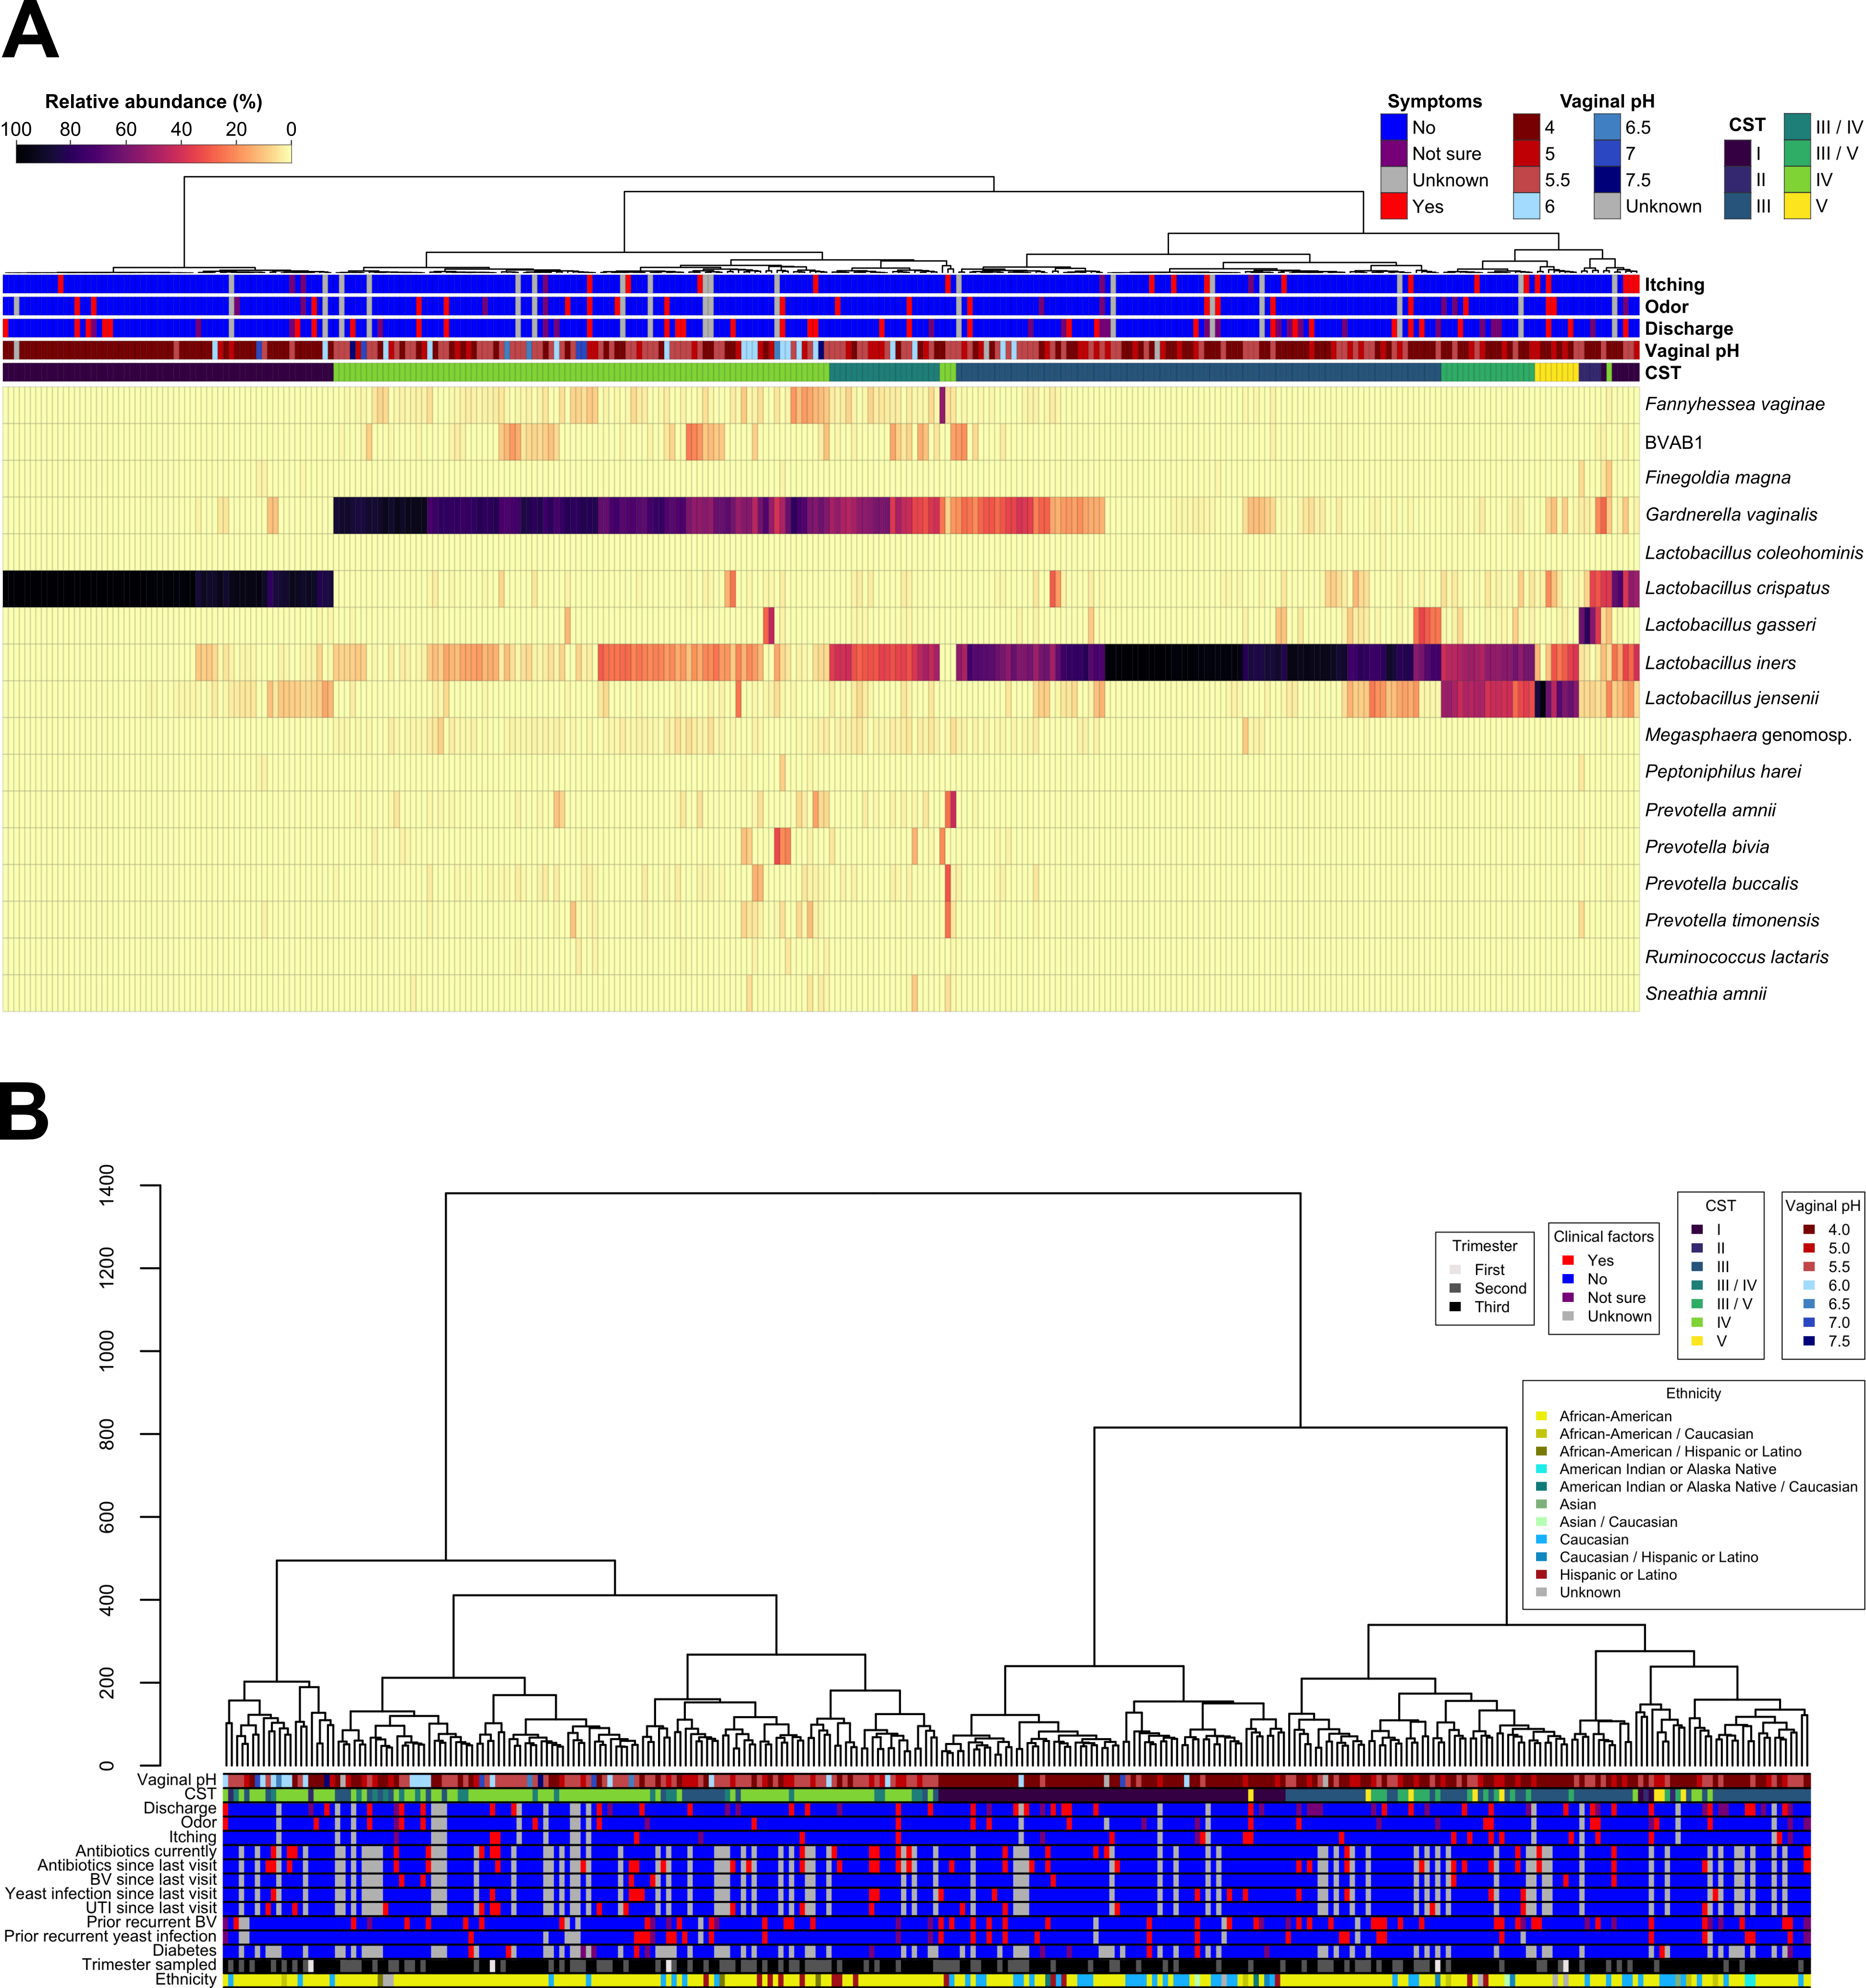 A
Relative abundance (%)
100 80 60 40 20 0
Symptoms
No
Not sure
Unknown
Yes
Vaginal pH
4
5
5.5
6
6.5
7
7.5
Unknown
CST
I
II
III
III / IV
III / V
IV
V
Itching
Odor
Discharge
Vaginal pH
CST
Fannyhessea vaginae
BVAB1
Finegoldia magna
Gardnerella vaginalis
Lactobacillus coleohominis
Lactobacillus crispatus
Lactobacillus gasseri
Lactobacillus iners
Lactobacillus jensenii
Megasphaera genomosp.
Peptoniphilus harei
Prevotella amnii
Prevotella bivia
Prevotella buccalis
Prevotella timonensis
Ruminococcus lactaris
Sneathia amnii
B
1400
1200
1000
800
600
400
200
0
Trimester
First
Second
Third
Clinical factors
Yes
No
Not sure
Unknown
CST
I
II
III
III / IV
III / V
IV
V
Vaginal pH
4.0
5.0
5.5
6.0
6.5
7.0
7.5
Ethnicity
African-American
African-American / Caucasian
African-American / Hispanic or Latino
American Indian or Alaska Native
American Indian or Alaska Native / Caucasian
Asian
Asian / Caucasian
Caucasian
Caucasian / Hispanic or Latino
Hispanic or Latino
Unknown
Vaginal pH
CST
Discharge
Odor
Itching
Antibiotics currently
Antibiotics since last visit
BV since last visit
Yeast infection since last visit
UTI since last visit
Prior recurrent BV
Prior recurrent yeast infection
Diabetes
Trimester sampled
Ethnicity